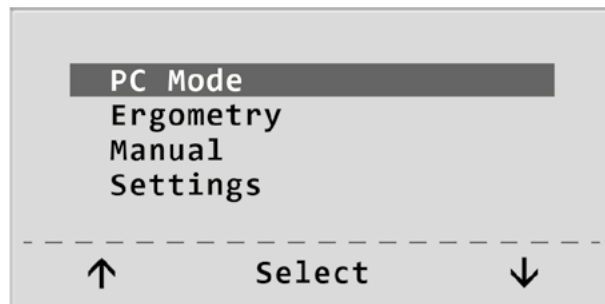 PC Mode
Ergometry
Manual
Settings
↑ Select ↓